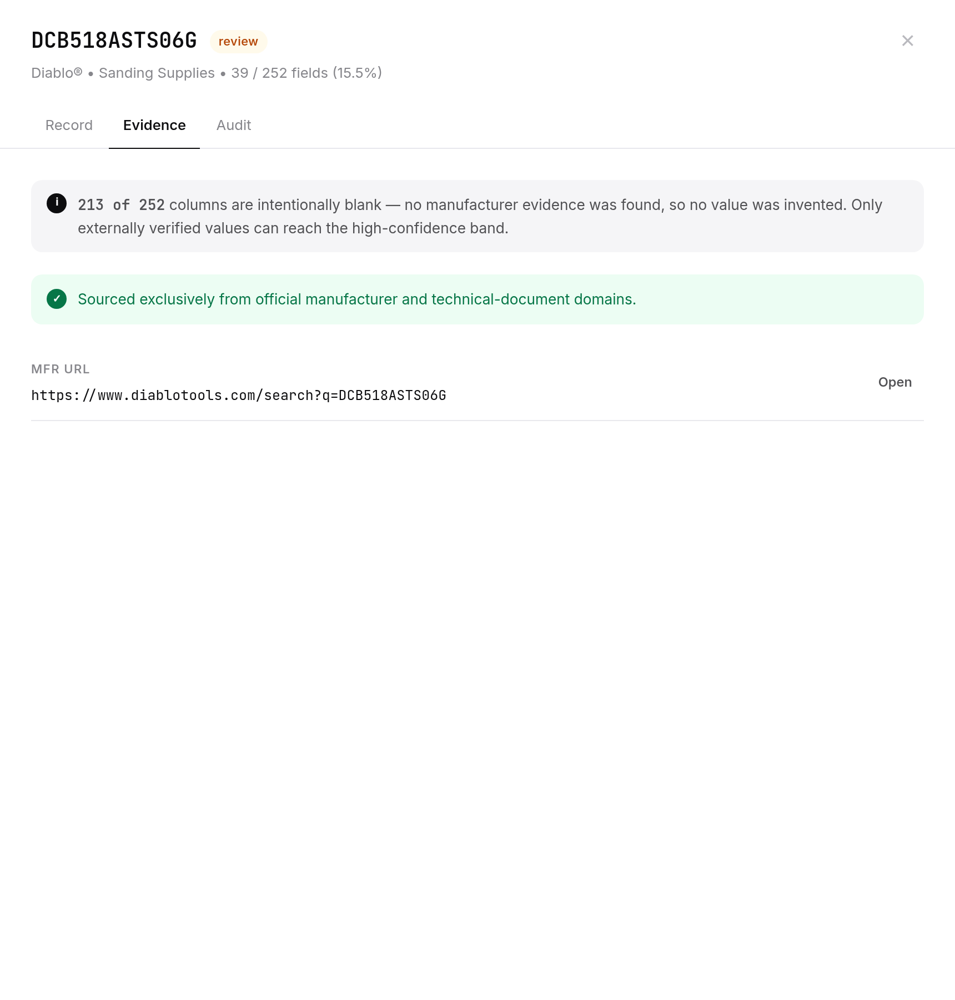 DCB518ASTS06G review ✕
Diablo® • Sanding Supplies • 39 / 252 fields (15.5%)
Record Evidence Audit
i 213 of 252 columns are intentionally blank — no manufacturer evidence was found, so no value was invented. Only
externally verified values can reach the high-confidence band.
✓ Sourced exclusively from official manufacturer and technical-document domains.
MFR URL
Open
https://www.diablotools.com/search?q=DCB518ASTS06G